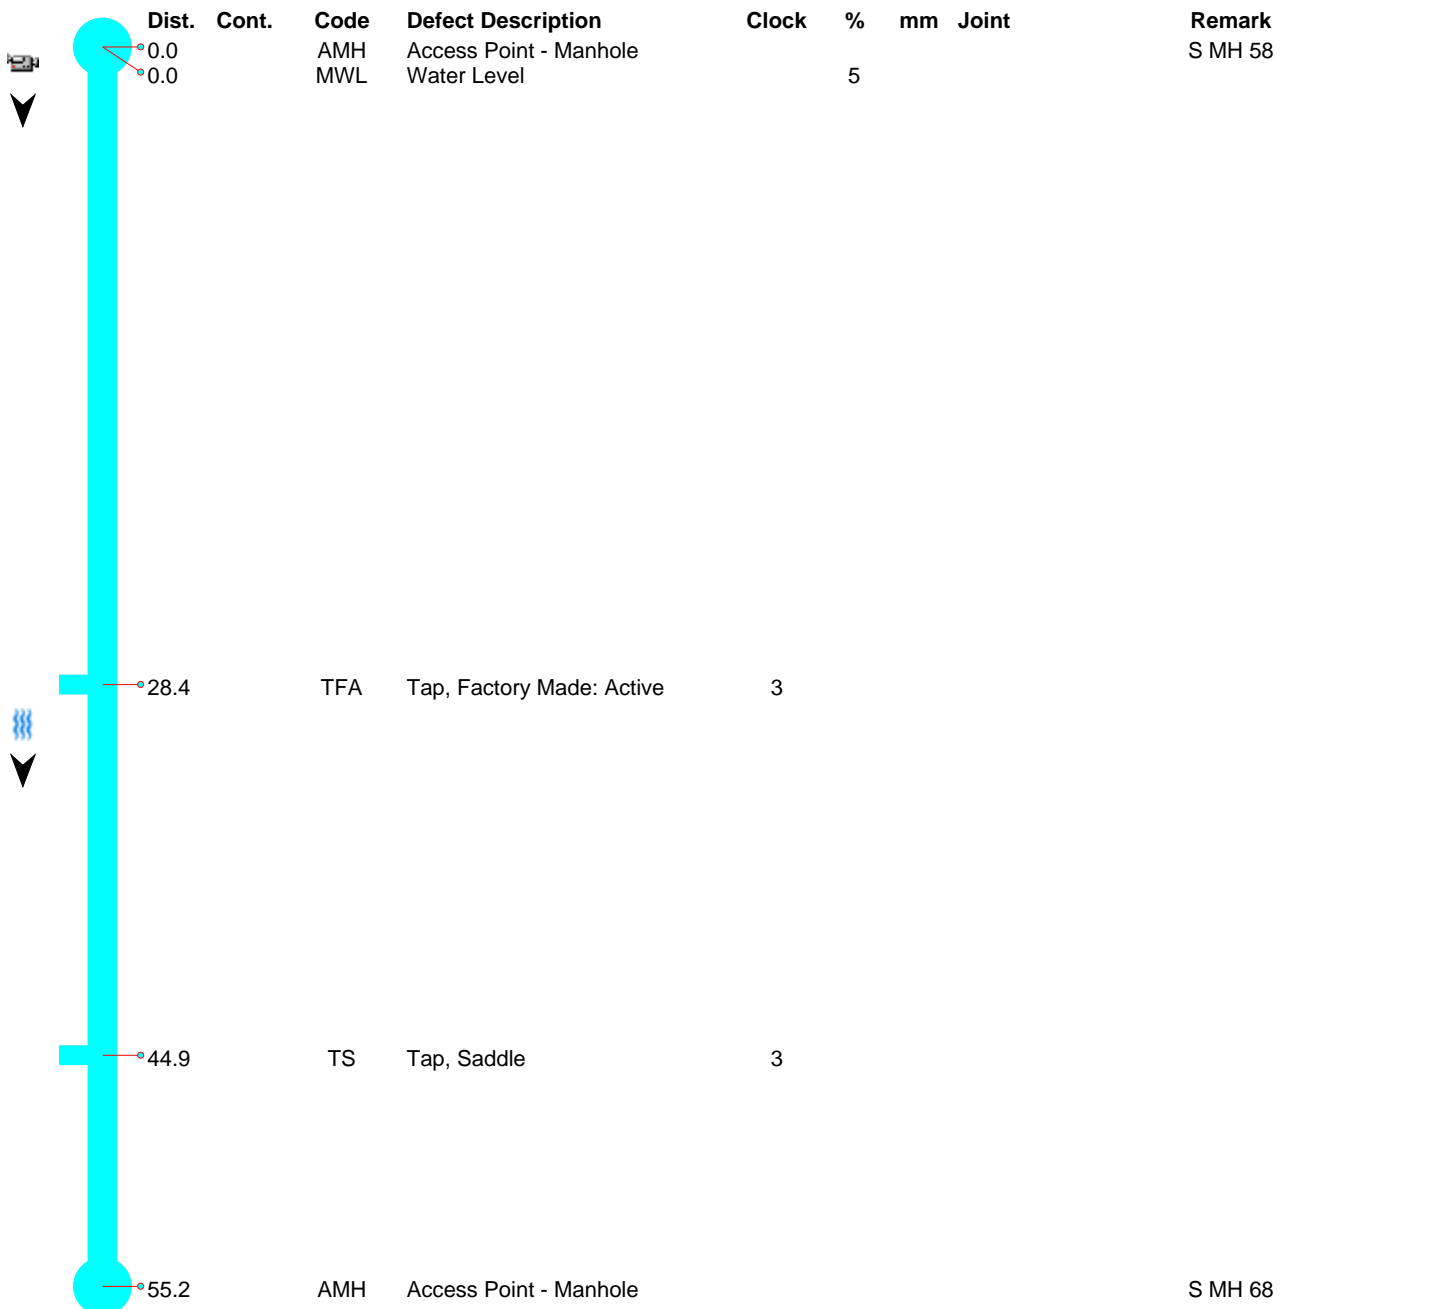 Dist. Cont. Code Defect Description Clock % mm Joint Remark
0.0 AMH Access Point - Manhole S MH 58
0.0 MWL Water Level 5
28.4 TFA Tap, Factory Made: Active 3
44.9 TS Tap, Saddle 3
55.2 AMH Access Point - Manhole S MH 68